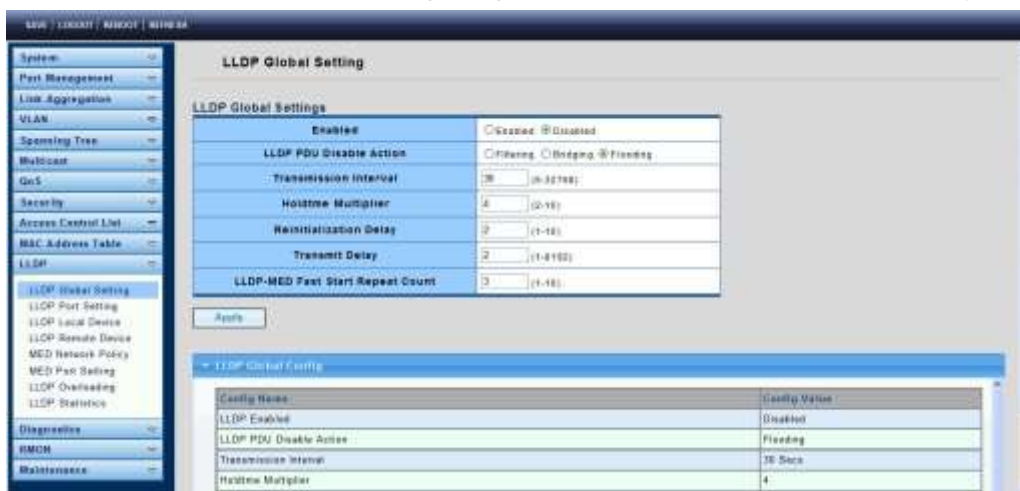 SAVE | LOGOUT | REBOOT | REFRESH
System
Port Management
Link Aggregation
VLAN
Spanning Tree
Multicast
QoS
Security
Access Control List
MAC Address Table
LLDP
LLDP Global Setting
LLDP Port Setting
LLDP Local Device
LLDP Remote Device
MED Network Policy
MED Port Setting
LLDP Overloading
LLDP Statistics
Diagnostics
RMON
Maintenance
LLDP Global Setting
LLDP Global Settings
Enabled Enabled Disabled
LLDP PDU Disable Action Filtering Bridging Flooding
Transmission Interval 30 (5-32768)
Holdtime Multiplier 4 (2-10)
Reinitialization Delay 2 (1-10)
Transmit Delay 2 (1-8192)
LLDP-MED Fast Start Repeat Count 3 (1-10)
Apply
LLDP Global Config
Config Name Config Value
LLDP Enabled Disabled
LLDP PDU Disable Action Flooding
Transmission Interval 30 Secs
Holdtime Multiplier 4